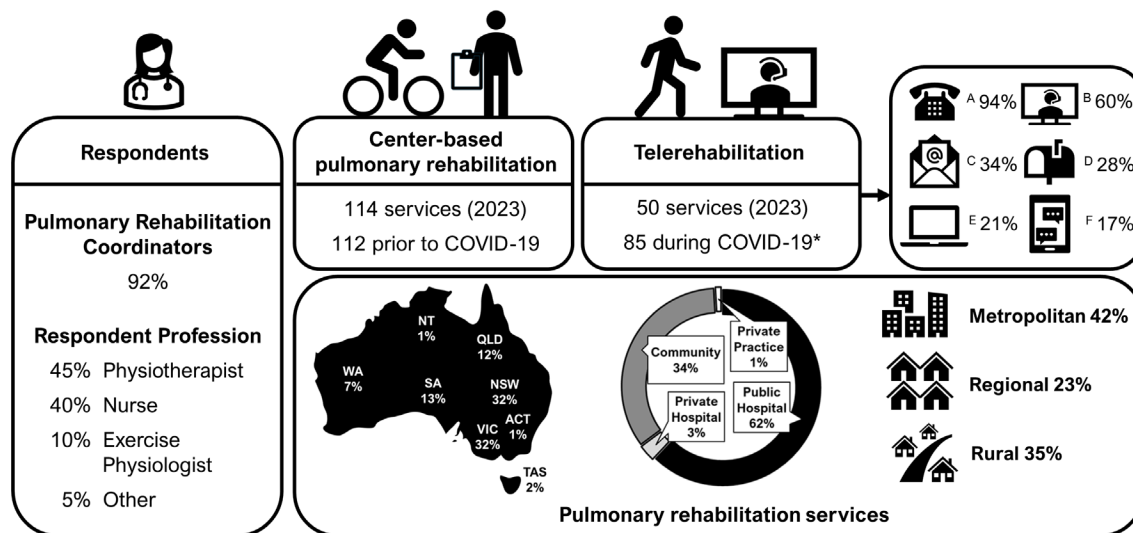 Respondents
Pulmonary Rehabilitation
Coordinators
92%
Respondent Profession
45% Physiotherapist
40% Nurse
10% Exercise
Physiologist
5% Other
Center-based
pulmonary rehabilitation
114 services (2023)
112 prior to COVID-19
Telerehabilitation
50 services (2023)
85 during COVID-19*
A 94%
B 60%
@
C 34%
D 28%
E 21%
F 17%
NT
1%
QLD
12%
WA
7%
SA
13%
NSW
32%
ACT
1%
VIC
32%
TAS
2%
Private
Practice
1%
Community
34%
Private
Hospital
3%
Public
Hospital
62%
Metropolitan 42%
Regional 23%
Rural 35%
Pulmonary rehabilitation services